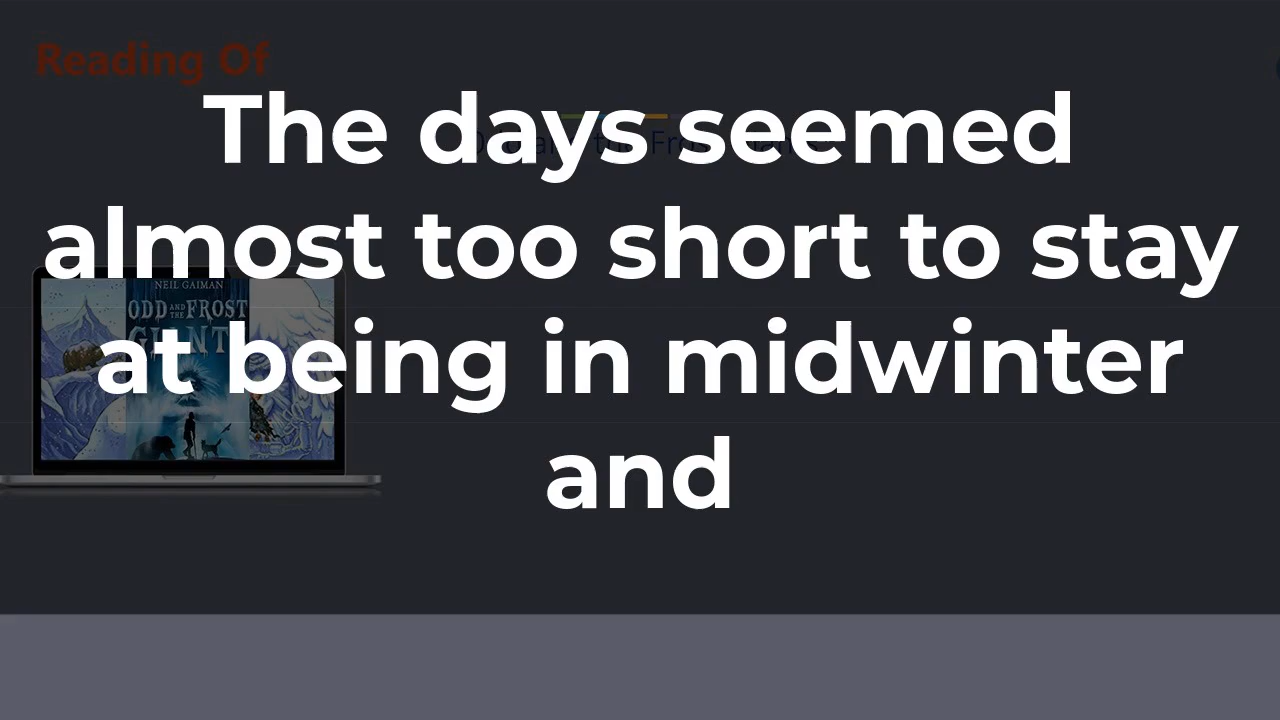 Reading Of
The days seemed
almost too short to stay
at being in midwinter
and
NEIL GAIMAN
ODD AND THE FROST
GIANT